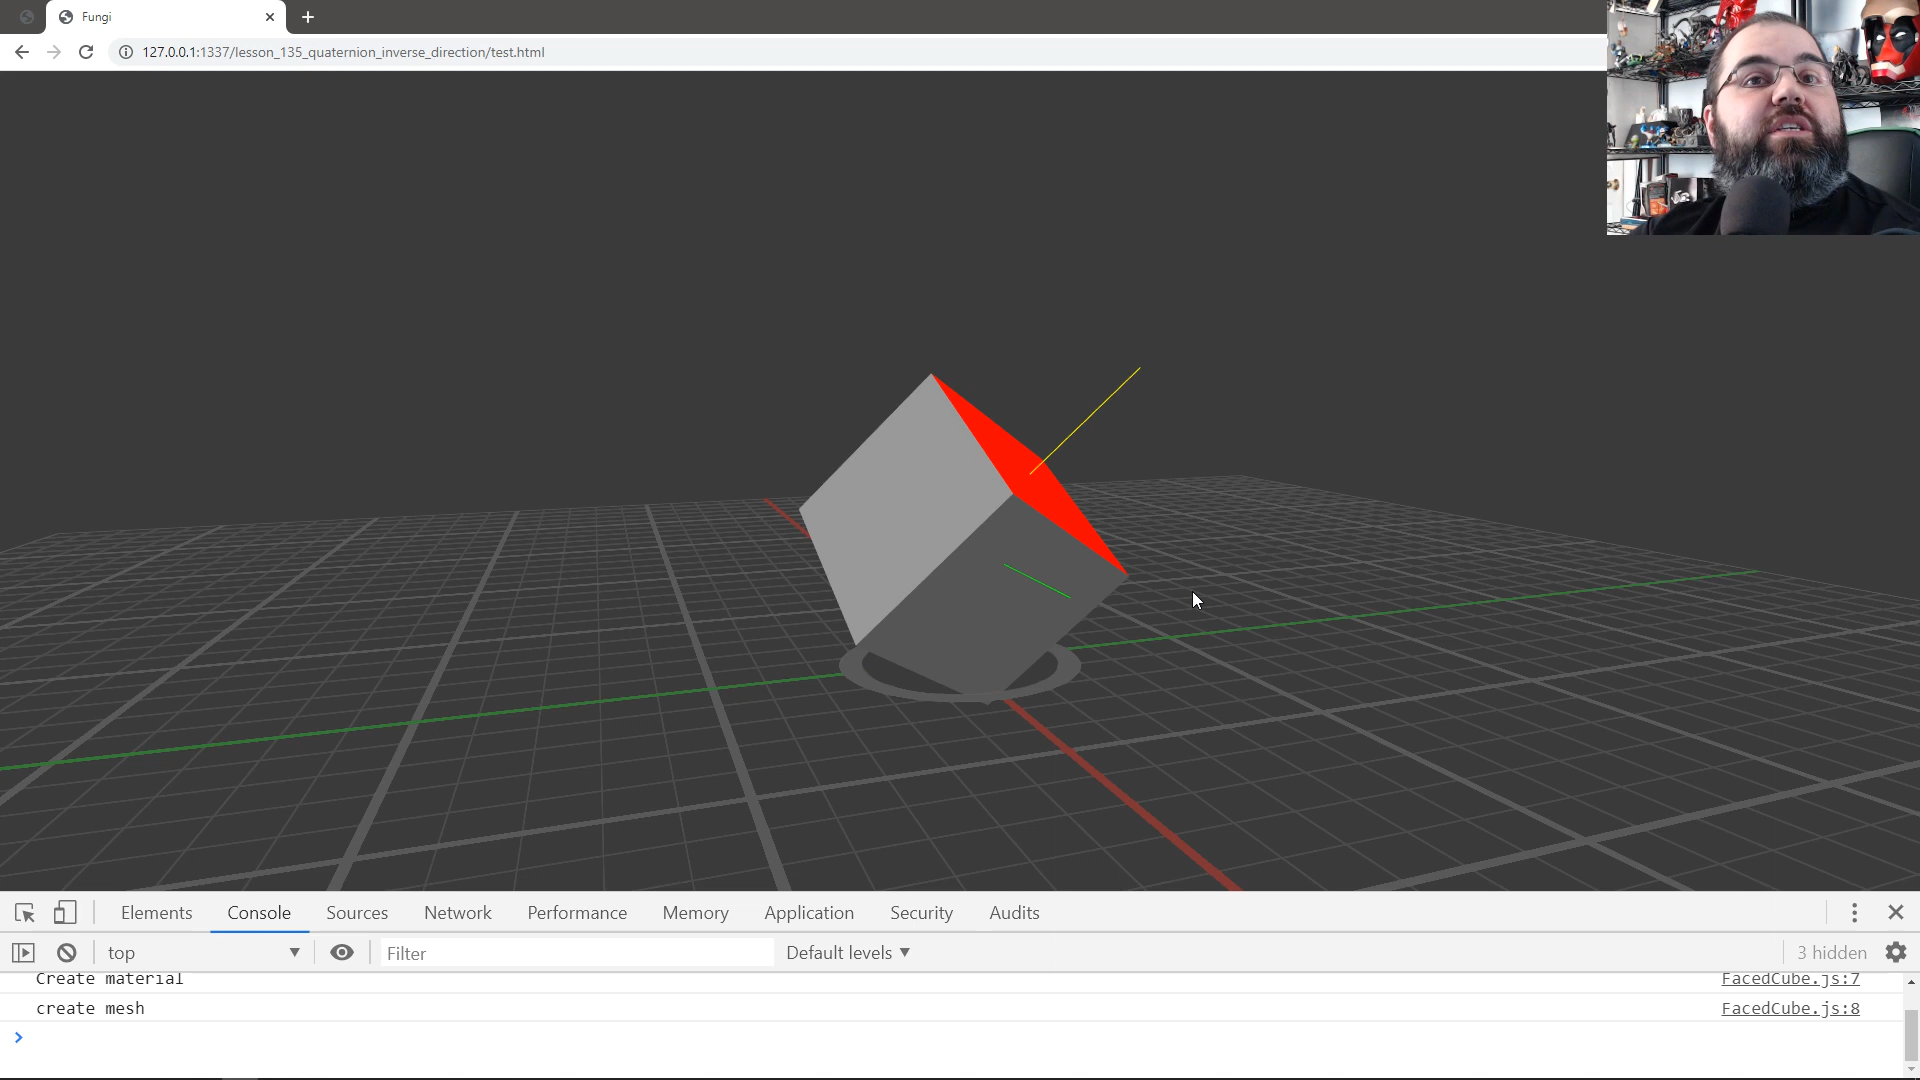 Fungi
127.0.0.1:1337/lesson_135_quaternion_inverse_direction/test.html
Elements Console Sources Network Performance Memory Application Security Audits
top Filter Default levels 3 hidden
Create material FacedCube.js:7
create mesh FacedCube.js:8